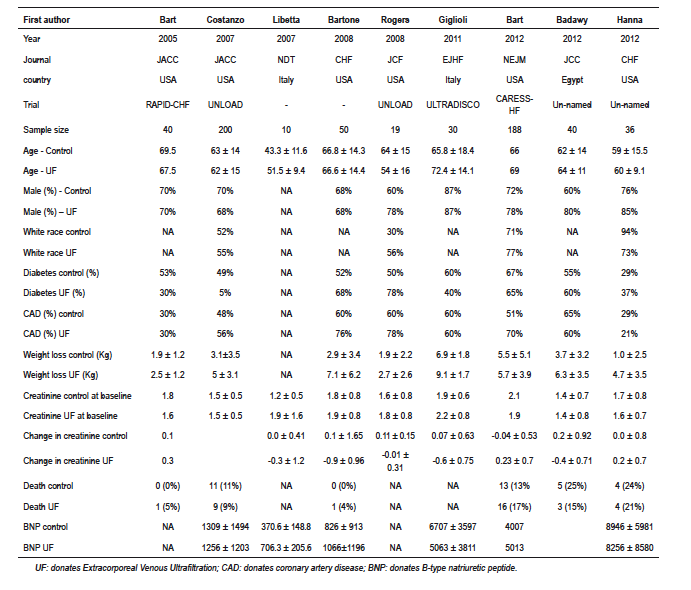 First author Bart Costanzo Libetta Bartone Rogers Giglioli Bart Badawy Hanna
Year 2005 2007 2007 2008 2008 2011 2012 2012 2012
Journal JACC JACC NDT CHF JCF EJHF NEJM JCC CHF
country USA USA Italy USA USA Italy USA Egypt USA
Trial RAPID-CHF UNLOAD - - UNLOAD ULTRADISCO CARESS-HF Un-named Un-named
Sample size 40 200 10 50 19 30 188 40 36
Age - Control 69.5 63 ± 14 43.3 ± 11.6 66.8 ± 14.3 64 ± 15 65.8 ± 18.4 66 62 ± 14 59 ± 15.5
Age - UF 67.5 62 ± 15 51.5 ± 9.4 66.6 ± 14.4 54 ± 16 72.4 ± 14.1 69 64 ± 11 60 ± 9.1
Male (%) - Control 70% 70% NA 68% 60% 87% 72% 60% 76%
Male (%) – UF 70% 68% NA 68% 78% 87% 78% 80% 85%
White race control NA 52% NA NA 30% NA 71% NA 94%
White race UF NA 55% NA NA 56% NA 77% NA 73%
Diabetes control (%) 53% 49% NA 52% 50% 60% 67% 55% 29%
Diabetes UF (%) 30% 5% NA 68% 78% 40% 65% 60% 37%
CAD (%) control 30% 48% NA 60% 60% 60% 51% 65% 29%
CAD (%) UF 30% 56% NA 76% 78% 60% 70% 60% 21%
Weight loss control (Kg) 1.9 ± 1.2 3.1±3.5 NA 2.9 ± 3.4 1.9 ± 2.2 6.9 ± 1.8 5.5 ± 5.1 3.7 ± 3.2 1.0 ± 2.5
Weight loss UF (Kg) 2.5 ± 1.2 5 ± 3.1 NA 7.1 ± 6.2 2.7 ± 2.6 9.1 ± 1.7 5.7 ± 3.9 6.3 ± 3.5 4.7 ± 3.5
Creatinine control at baseline 1.8 1.5 ± 0.5 1.2 ± 0.5 1.8 ± 0.8 1.6 ± 0.8 1.9 ± 0.6 2.1 1.4 ± 0.7 1.7 ± 0.8
Creatinine UF at baseline 1.6 1.5 ± 0.5 1.9 ± 1.6 1.9 ± 0.8 1.8 ± 0.8 2.2 ± 0.8 1.9 1.4 ± 0.8 1.6 ± 0.7
Change in creatinine control 0.1 0.0 ± 0.41 0.1 ± 1.65 0.11 ± 0.15 0.07 ± 0.63 -0.04 ± 0.53 0.2 ± 0.92 0.0 ± 0.8
Change in creatinine UF 0.3 -0.3 ± 1.2 -0.9 ± 0.96 -0.01 ± 0.31 -0.6 ± 0.75 0.23 ± 0.7 -0.4 ± 0.71 0.2 ± 0.7
Death control 0 (0%) 11 (11%) NA 0 (0%) NA NA 13 (13% 5 (25%) 4 (24%)
Death UF 1 (5%) 9 (9%) NA 1 (4%) NA NA 16 (17%) 3 (15%) 4 (21%)
BNP control NA 1309 ± 1494 370.6 ± 148.8 826 ± 913 NA 6707 ± 3597 4007 8946 ± 5981
BNP UF NA 1256 ± 1203 706.3 ± 205.6 1066±1196 NA 5063 ± 3811 5013 8256 ± 8580
UF: donates Extracorporeal Venous Ultrafiltration; CAD: donates coronary artery disease; BNP: donates B-type natriuretic peptide.